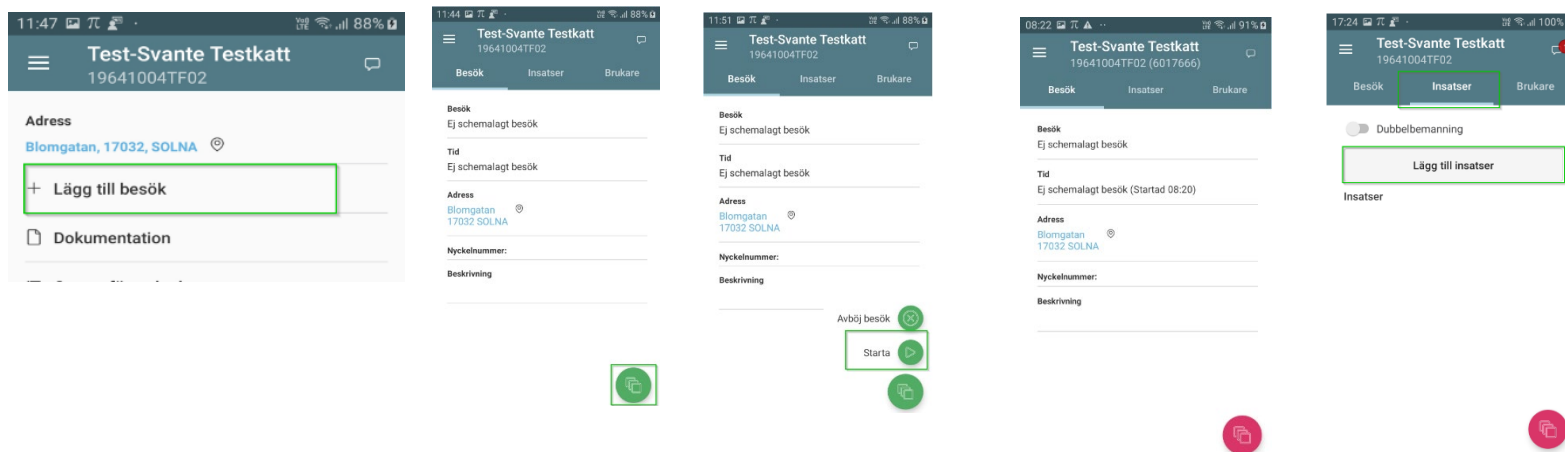 11:47 88%
Test-Svante Testkatt
19641004TF02
Adress
Blomgatan, 17032, SOLNA
+ Lägg till besök
Dokumentation
11:44 88%
Test-Svante Testkatt
19641004TF02
Besök Insatser Brukare
Besök
Ej schemalagt besök
Tid
Ej schemalagt besök
Adress
Blomgatan
17032 SOLNA
Nyckelnummer:
Beskrivning
11:51 88%
Test-Svante Testkatt
19641004TF02
Besök Insatser Brukare
Besök
Ej schemalagt besök
Tid
Ej schemalagt besök
Adress
Blomgatan
17032 SOLNA
Nyckelnummer:
Beskrivning
Avböj besök
Starta
08:22 91%
Test-Svante Testkatt
19641004TF02 (6017666)
Besök Insatser Brukare
Besök
Ej schemalagt besök
Tid
Ej schemalagt besök (Startad 08:20)
Adress
Blomgatan
17032 SOLNA
Nyckelnummer:
Beskrivning
17:24 100%
Test-Svante Testkatt
19641004TF02
Besök Insatser Brukare
Dubbelbemanning
Lägg till insatser
Insatser